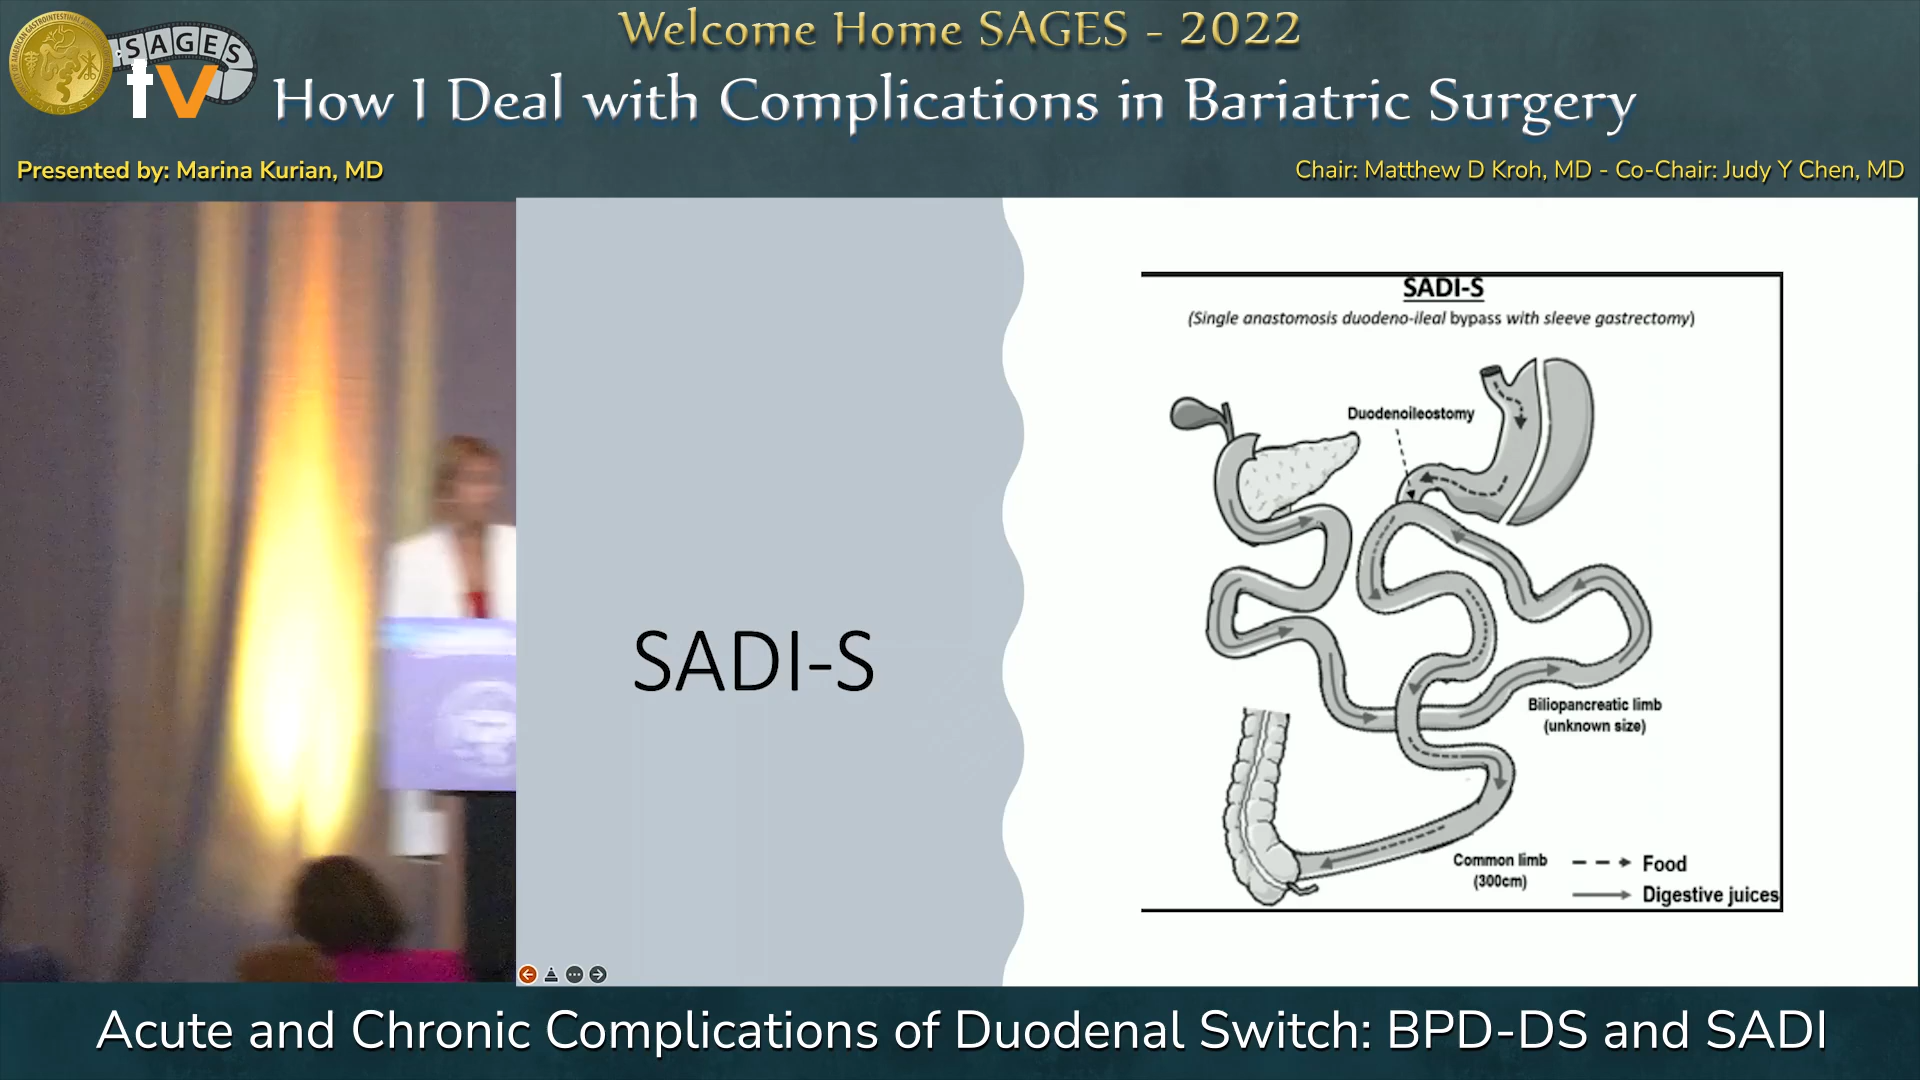 Welcome Home SAGES - 2022
SAGES
tv
How I Deal with Complications in Bariatric Surgery
Presented by: Marina Kurian, MD
Chair: Matthew D Kroh, MD - Co-Chair: Judy Y Chen, MD
SADI-S
SADI-S
(Single anastomosis duodeno-ileal bypass with sleeve gastrectomy)
Duodenoileostomy
Biliopancreatic limb
(unknown size)
Common limb
(300cm)
Food
Digestive juices
Acute and Chronic Complications of Duodenal Switch: BPD-DS and SADI